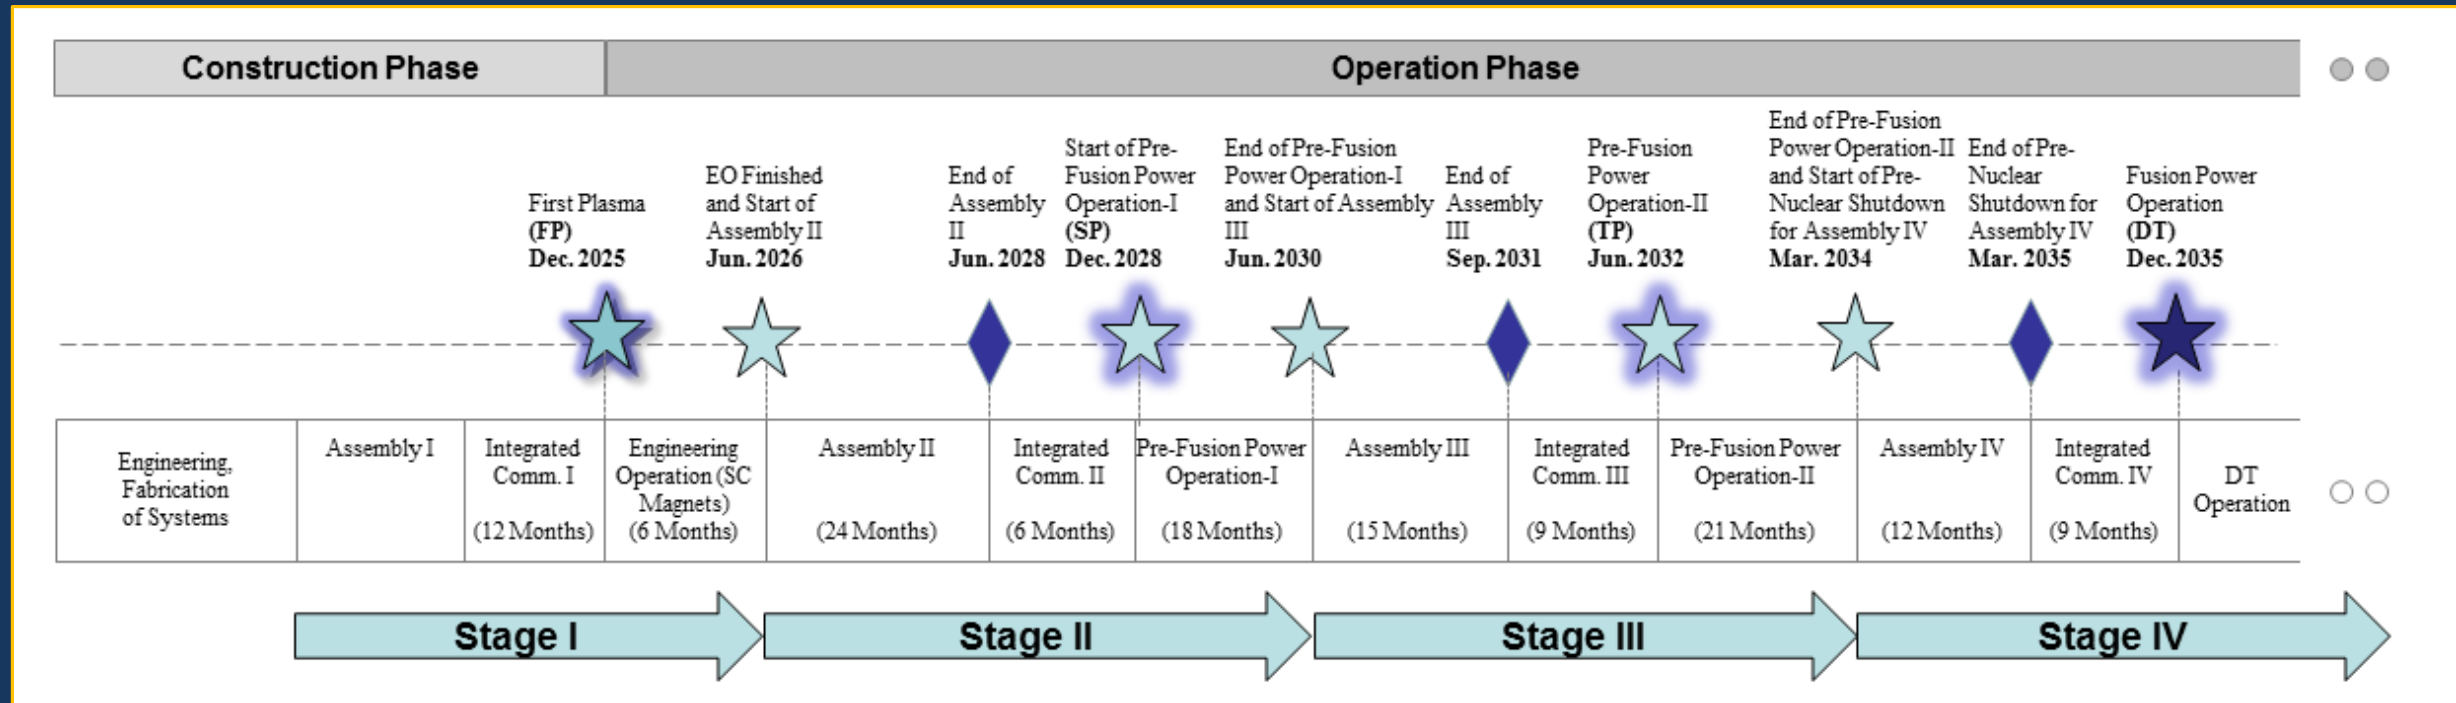 Construction Phase
Operation Phase
First Plasma
(FP)
Dec. 2025
EO Finished
and Start of
Assembly II
Jun. 2026
End of
Assembly
II
Jun. 2028
Start of Pre-
Fusion Power
Operation-I
(SP)
Dec. 2028
End of Pre-Fusion
Power Operation-I
and Start of Assembly
III
Jun. 2030
End of
Assembly
III
Sep. 2031
Pre-Fusion
Power
Operation-II
(TP)
Jun. 2032
End of Pre-Fusion
Power Operation-II
and Start of Pre-
Nuclear Shutdown
for Assembly IV
Mar. 2034
End of Pre-
Nuclear
Shutdown for
Assembly IV
Mar. 2035
Fusion Power
Operation
(DT)
Dec. 2035
Engineering,
Fabrication
of Systems
Assembly I
Integrated
Comm. I
(12 Months)
Engineering
Operation (SC
Magnets)
(6 Months)
Assembly II
(24 Months)
Integrated
Comm. II
(6 Months)
Pre-Fusion Power
Operation-I
(18 Months)
Assembly III
(15 Months)
Integrated
Comm. III
(9 Months)
Pre-Fusion Power
Operation-II
(21 Months)
Assembly IV
(12 Months)
Integrated
Comm. IV
(9 Months)
DT
Operation
Stage I
Stage II
Stage III
Stage IV